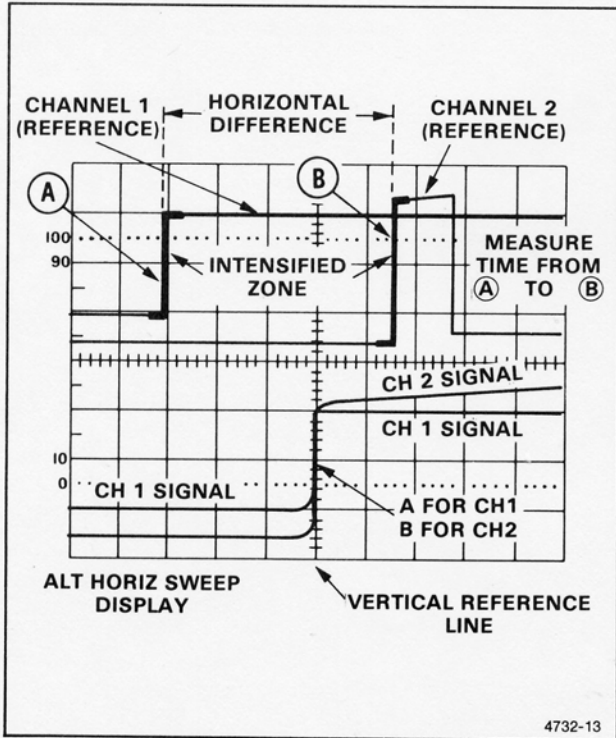 CHANNEL 1
(REFERENCE)
HORIZONTAL
DIFFERENCE
CHANNEL 2
(REFERENCE)
A
B
100
90
INTENSIFIED
ZONE
MEASURE
TIME FROM
A TO B
CH 2 SIGNAL
CH 1 SIGNAL
10
0
CH 1 SIGNAL
A FOR CH1
B FOR CH2
ALT HORIZ SWEEP
DISPLAY
VERTICAL REFERENCE
LINE
4732-13